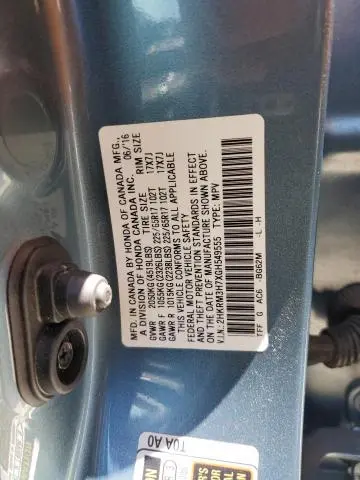 MFD. IN CANADA BY HONDA OF CANADA MFG.,
A DIVISION OF HONDA CANADA INC. 06/16
TIRE SIZE RIM SIZE
GVWR 2050KG(4519LBS)
GAWR F 1055KG(2326LBS) 225/65R17 102T 17X7J
GAWR R 1015KG(2238LBS) 225/65R17 102T 17X7J
THIS VEHICLE CONFORMS TO ALL APPLICABLE
FEDERAL MOTOR VEHICLE SAFETY
AND THEFT PREVENTION STANDARDS IN EFFECT
ON THE DATE OF MANUFACTURE SHOWN ABOVE.
V.I.N.: 2HKRM3H7XGH549555 TYPE: MPV
TFF G AC6 -BG62M -L -H
T0A A0